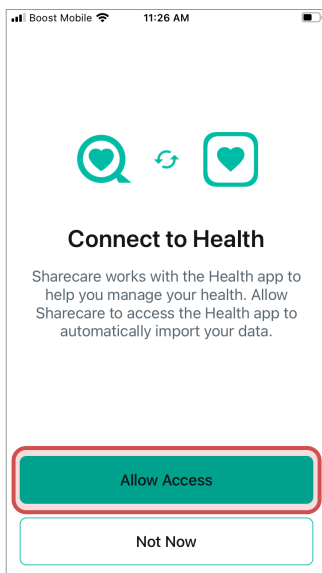 Boost Mobile 11:26 AM
Connect to Health
Sharecare works with the Health app to
help you manage your health. Allow
Sharecare to access the Health app to
automatically import your data.
Allow Access
Not Now